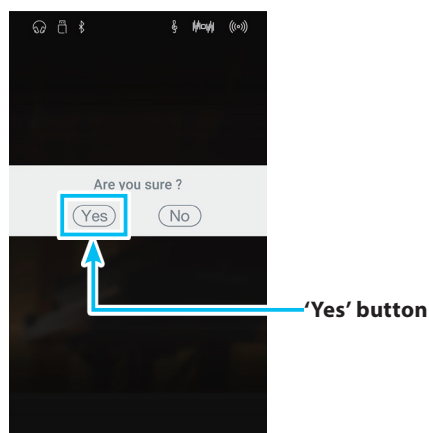 Are you sure ?
Yes No
‘Yes’ button